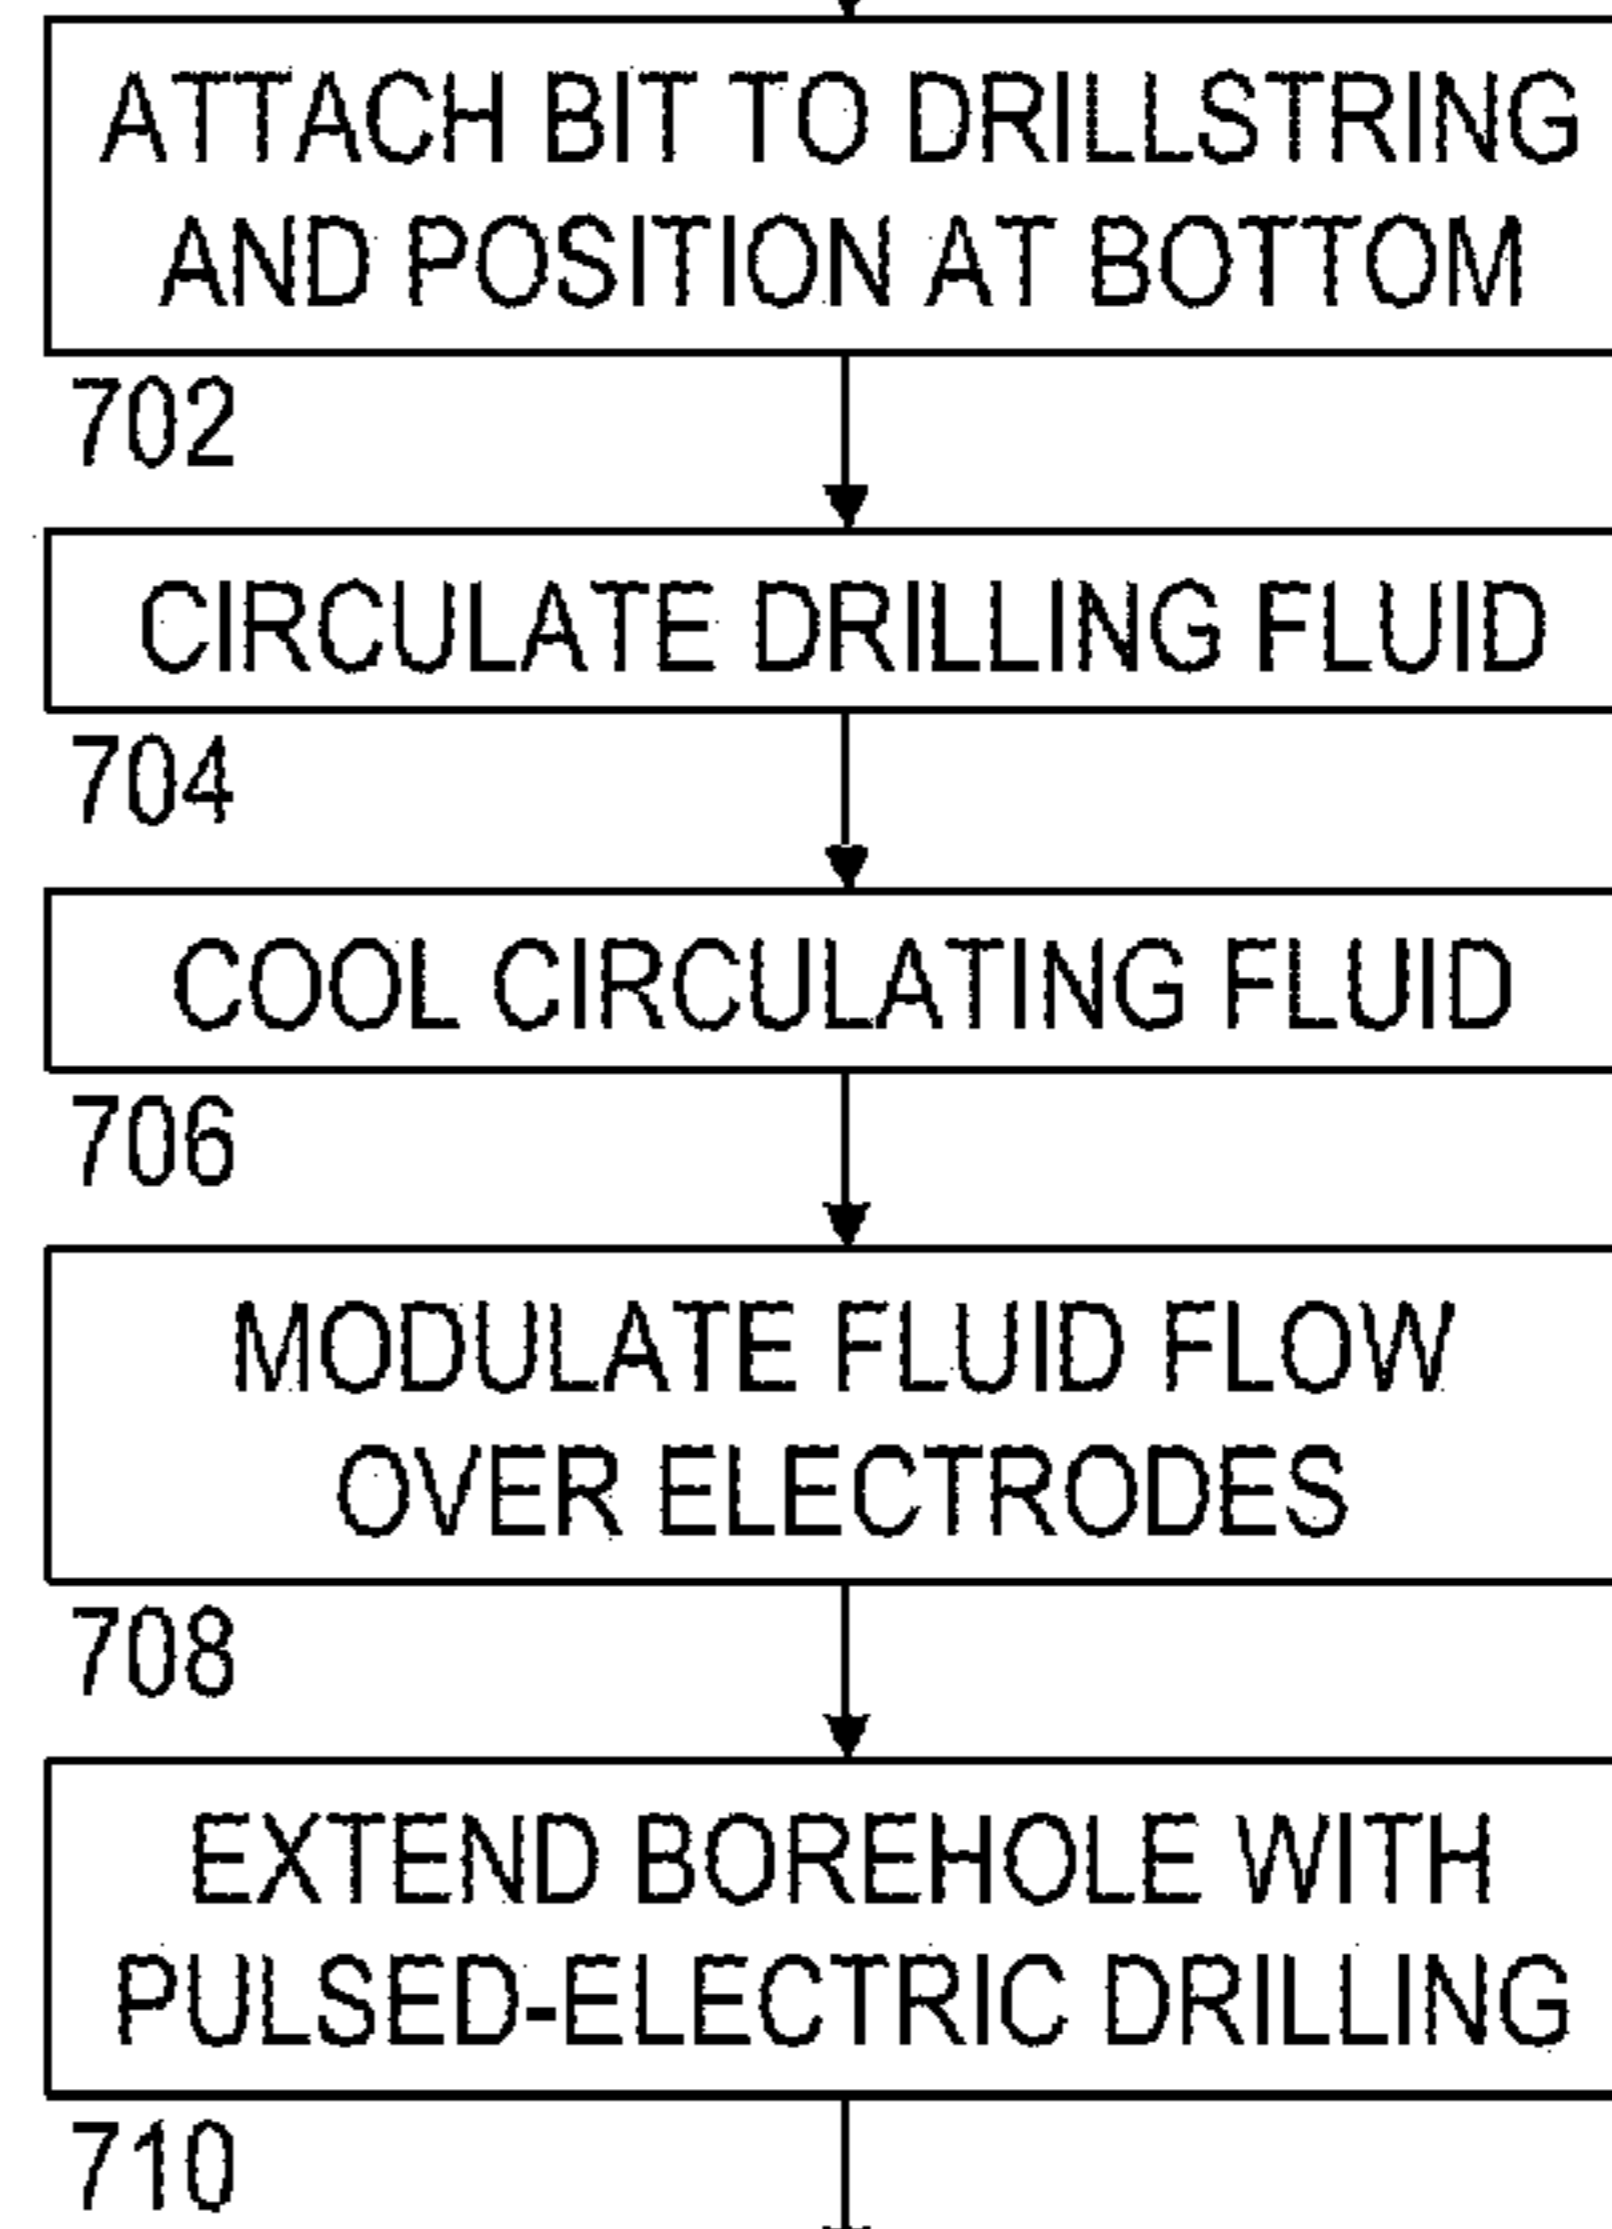 ATTACH BIT TO DRILLSTRING
AND POSITION AT BOTTOM
702
CIRCULATE DRILLING FLUID
704
COOL CIRCULATING FLUID
706
MODULATE FLUID FLOW
OVER ELECTRODES
708
EXTEND BOREHOLE WITH
PULSED-ELECTRIC DRILLING
710